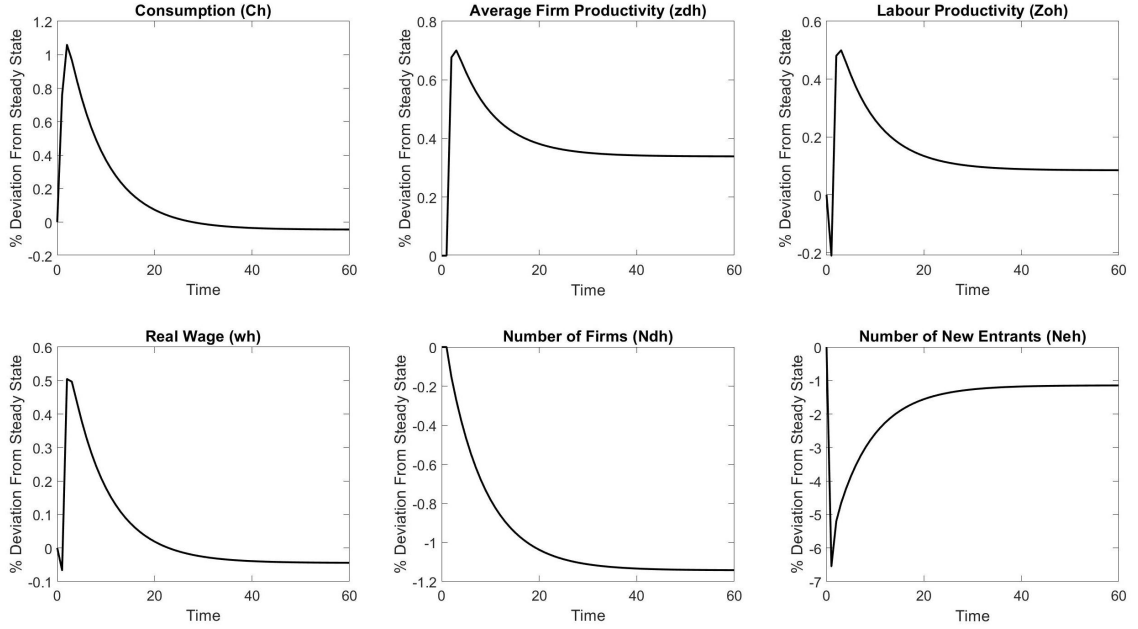 Consumption (Ch)
% Deviation From Steady State
1.2
1
0.8
0.6
0.4
0.2
0
-0.2
0 20 40 60
Time
Average Firm Productivity (zdh)
% Deviation From Steady State
0.8
0.6
0.4
0.2
0
0 20 40 60
Time
Labour Productivity (Zoh)
% Deviation From Steady State
0.6
0.4
0.2
0
-0.2
0 20 40 60
Time
Real Wage (wh)
% Deviation From Steady State
0.6
0.5
0.4
0.3
0.2
0.1
0
-0.1
0 20 40 60
Time
Number of Firms (Ndh)
% Deviation From Steady State
0
-0.2
-0.4
-0.6
-0.8
-1
-1.2
0 20 40 60
Time
Number of New Entrants (Neh)
% Deviation From Steady State
0
-1
-2
-3
-4
-5
-6
-7
0 20 40 60
Time